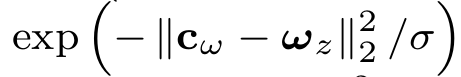 exp (− ‖𝐜_ω − 𝝎_z‖₂² / σ)